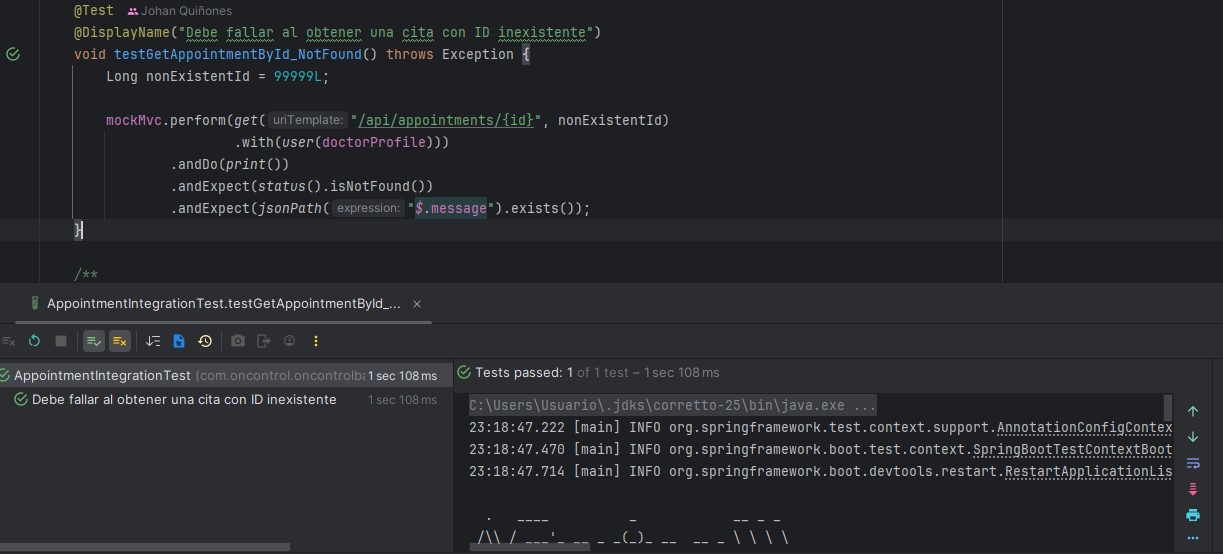 @Test Johan Quiñones
@DisplayName("Debe fallar al obtener una cita con ID inexistente")
void testGetAppointmentById_NotFound() throws Exception {
Long nonExistentId = 99999L;
mockMvc.perform(get( uriTemplate: "/api/appointments/{id}", nonExistentId)
.with(user(doctorProfile)))
.andDo(print())
.andExpect(status().isNotFound())
.andExpect(jsonPath( expression: "$.message").exists());
}
/**
AppointmentIntegrationTest.testGetAppointmentById_... ×
AppointmentIntegrationTest (com.oncontrol.oncontrolba 1 sec 108 ms
Debe fallar al obtener una cita con ID inexistente 1 sec 108 ms
Tests passed: 1 of 1 test – 1 sec 108 ms
C:\Users\Usuario\.jdks\corretto-25\bin\java.exe ...
23:18:47.222 [main] INFO org.springframework.test.context.support.AnnotationConfigContex
23:18:47.470 [main] INFO org.springframework.boot.test.context.SpringBootTestContextBoot
23:18:47.714 [main] INFO org.springframework.boot.devtools.restart.RestartApplicationLis
  .   ____          _            __ _ _
 /\\ / ___'_ __ _ _(_)_ __  __ _ \ \ \ \